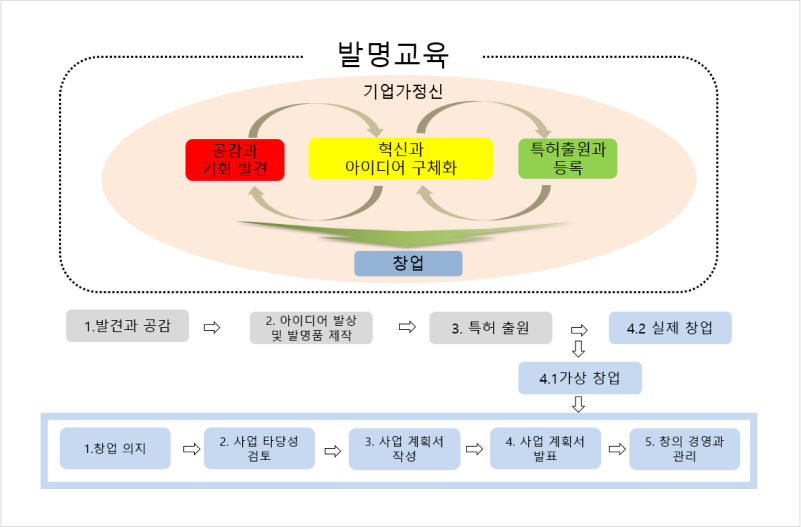 발명교육
기업가정신
공감과
기회 발견
혁신과
아이디어 구체화
특허출원과
등록
창업
1.발견과 공감
2. 아이디어 발상
및 발명품 제작
3. 특허 출원
4.2 실제 창업
4.1가상 창업
1.창업 의지
2. 사업 타당성
검토
3. 사업 계획서
작성
4. 사업 계획서
발표
5. 창의 경영과
관리